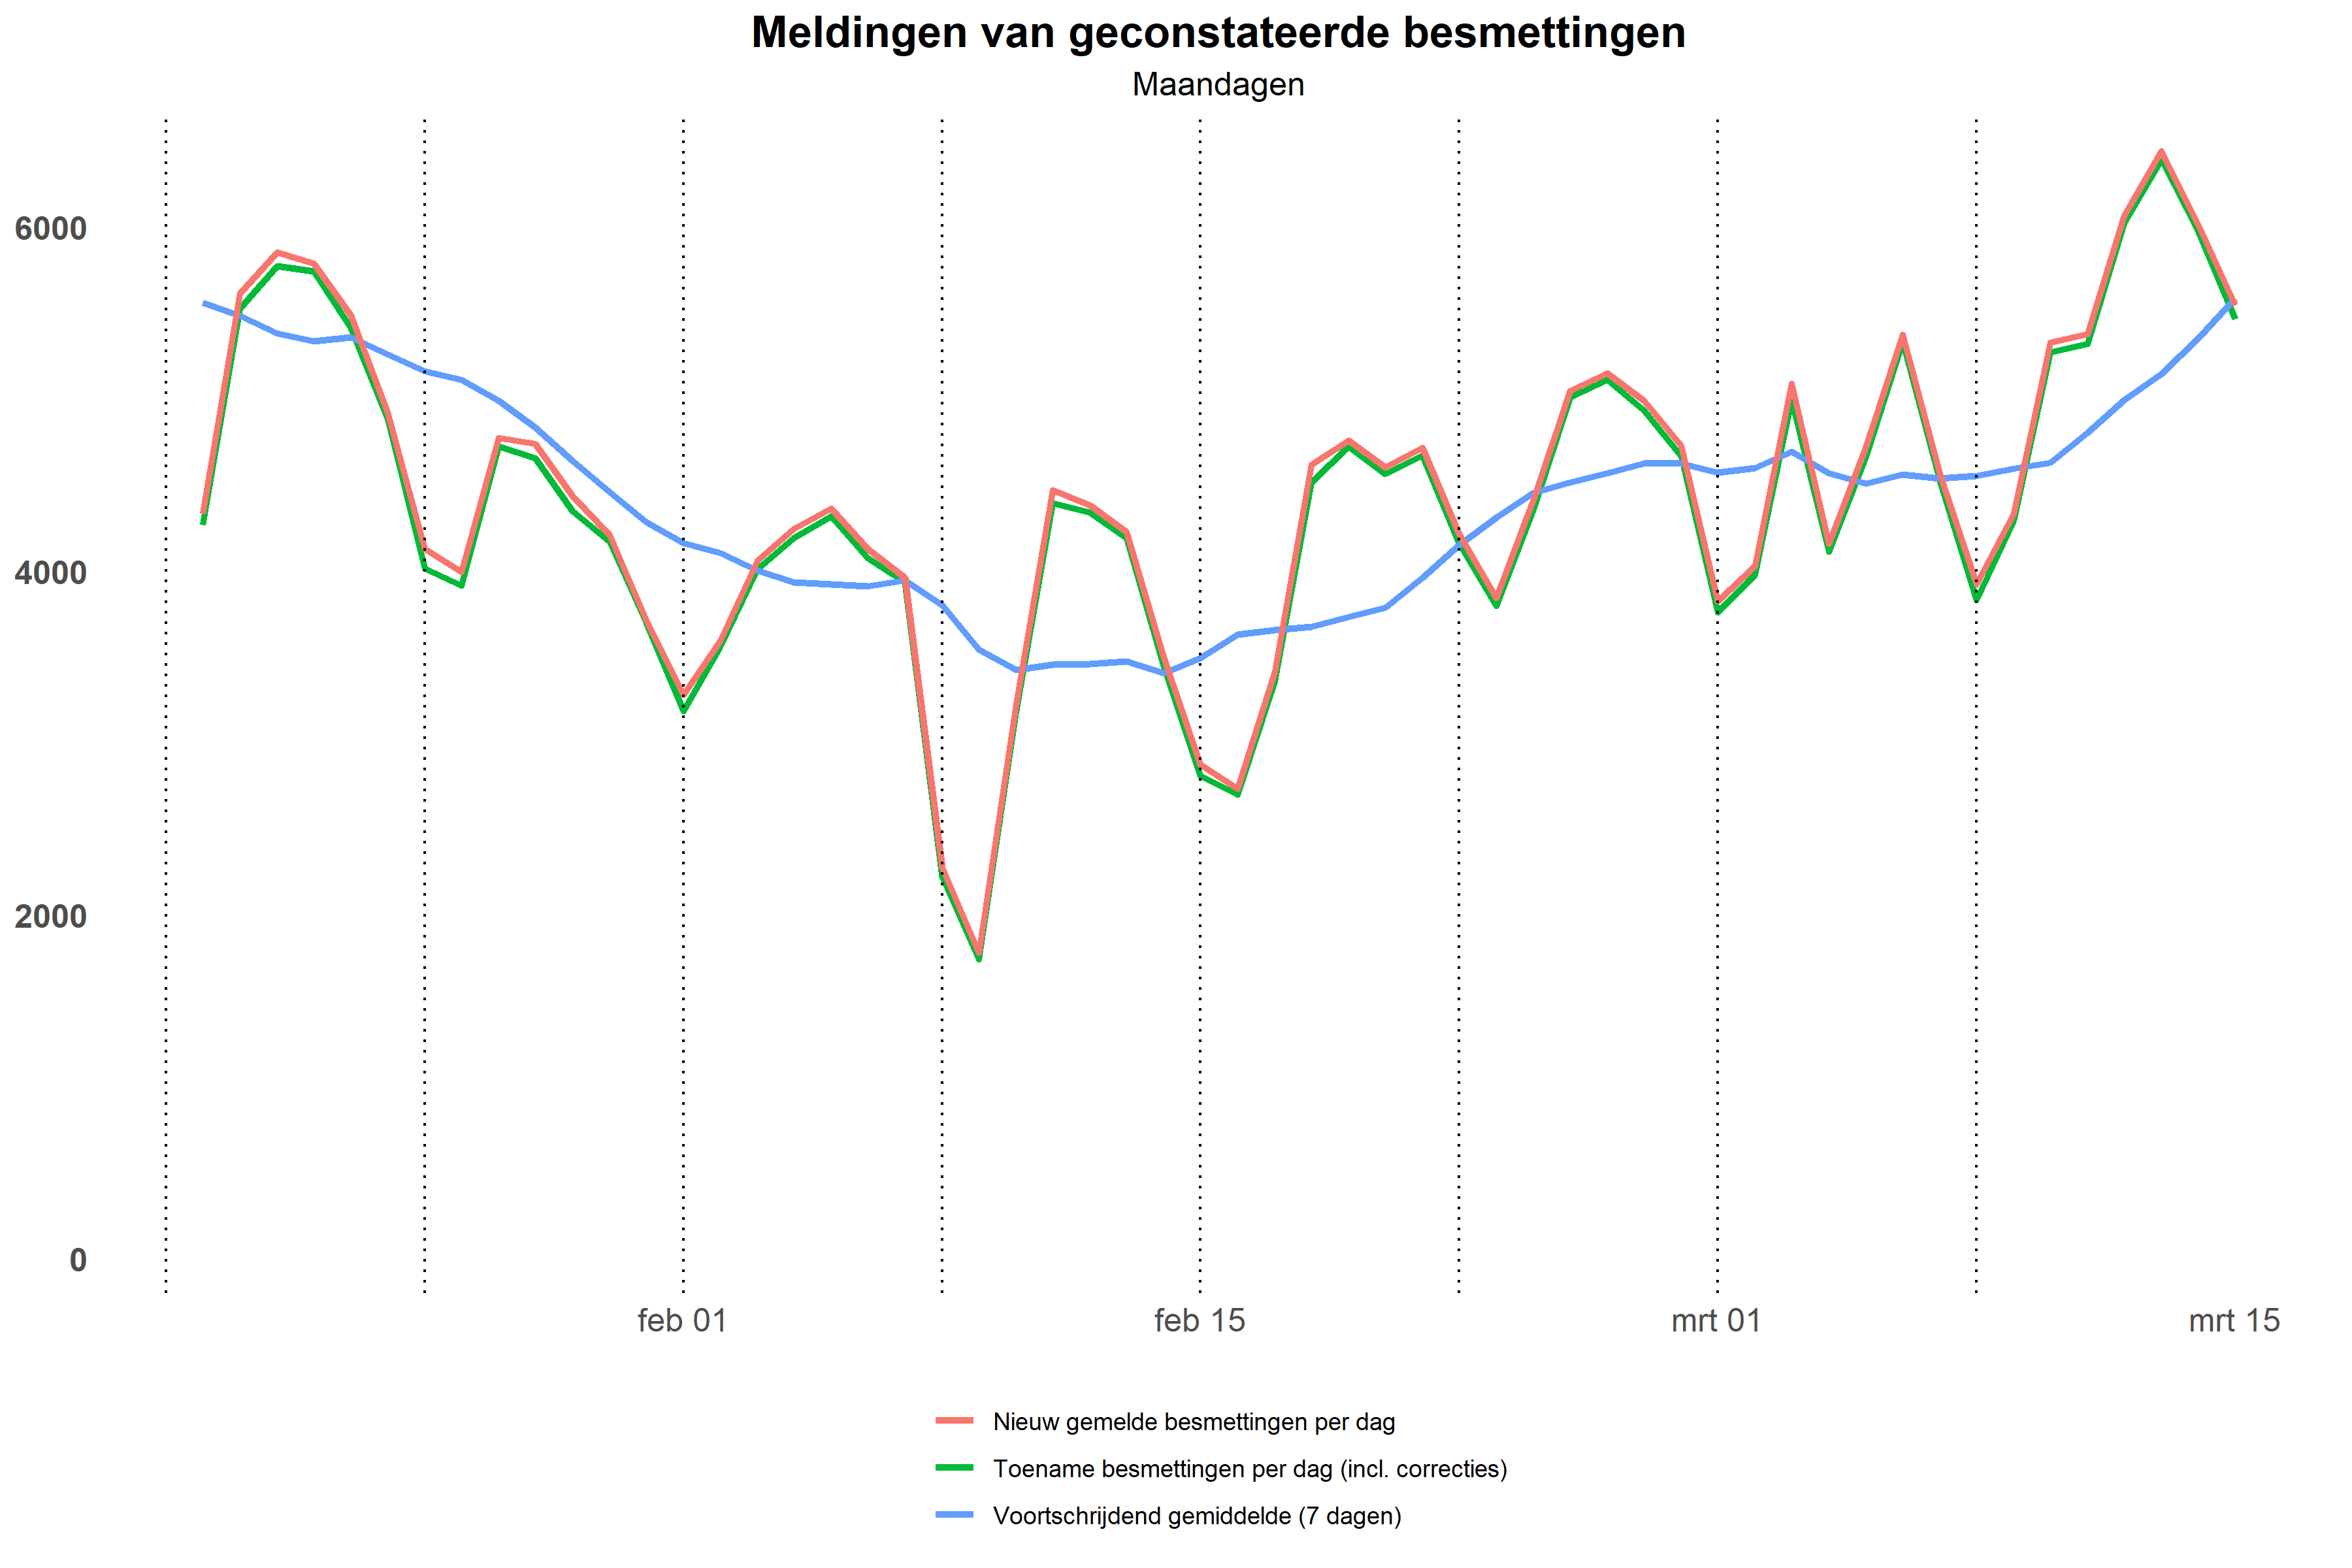 Meldingen van geconstateerde besmettingen
Maandagen
6000
4000
2000
0
feb 01
feb 15
mrt 01
mrt 15
Nieuw gemelde besmettingen per dag
Toename besmettingen per dag (incl. correcties)
Voortschrijdend gemiddelde (7 dagen)